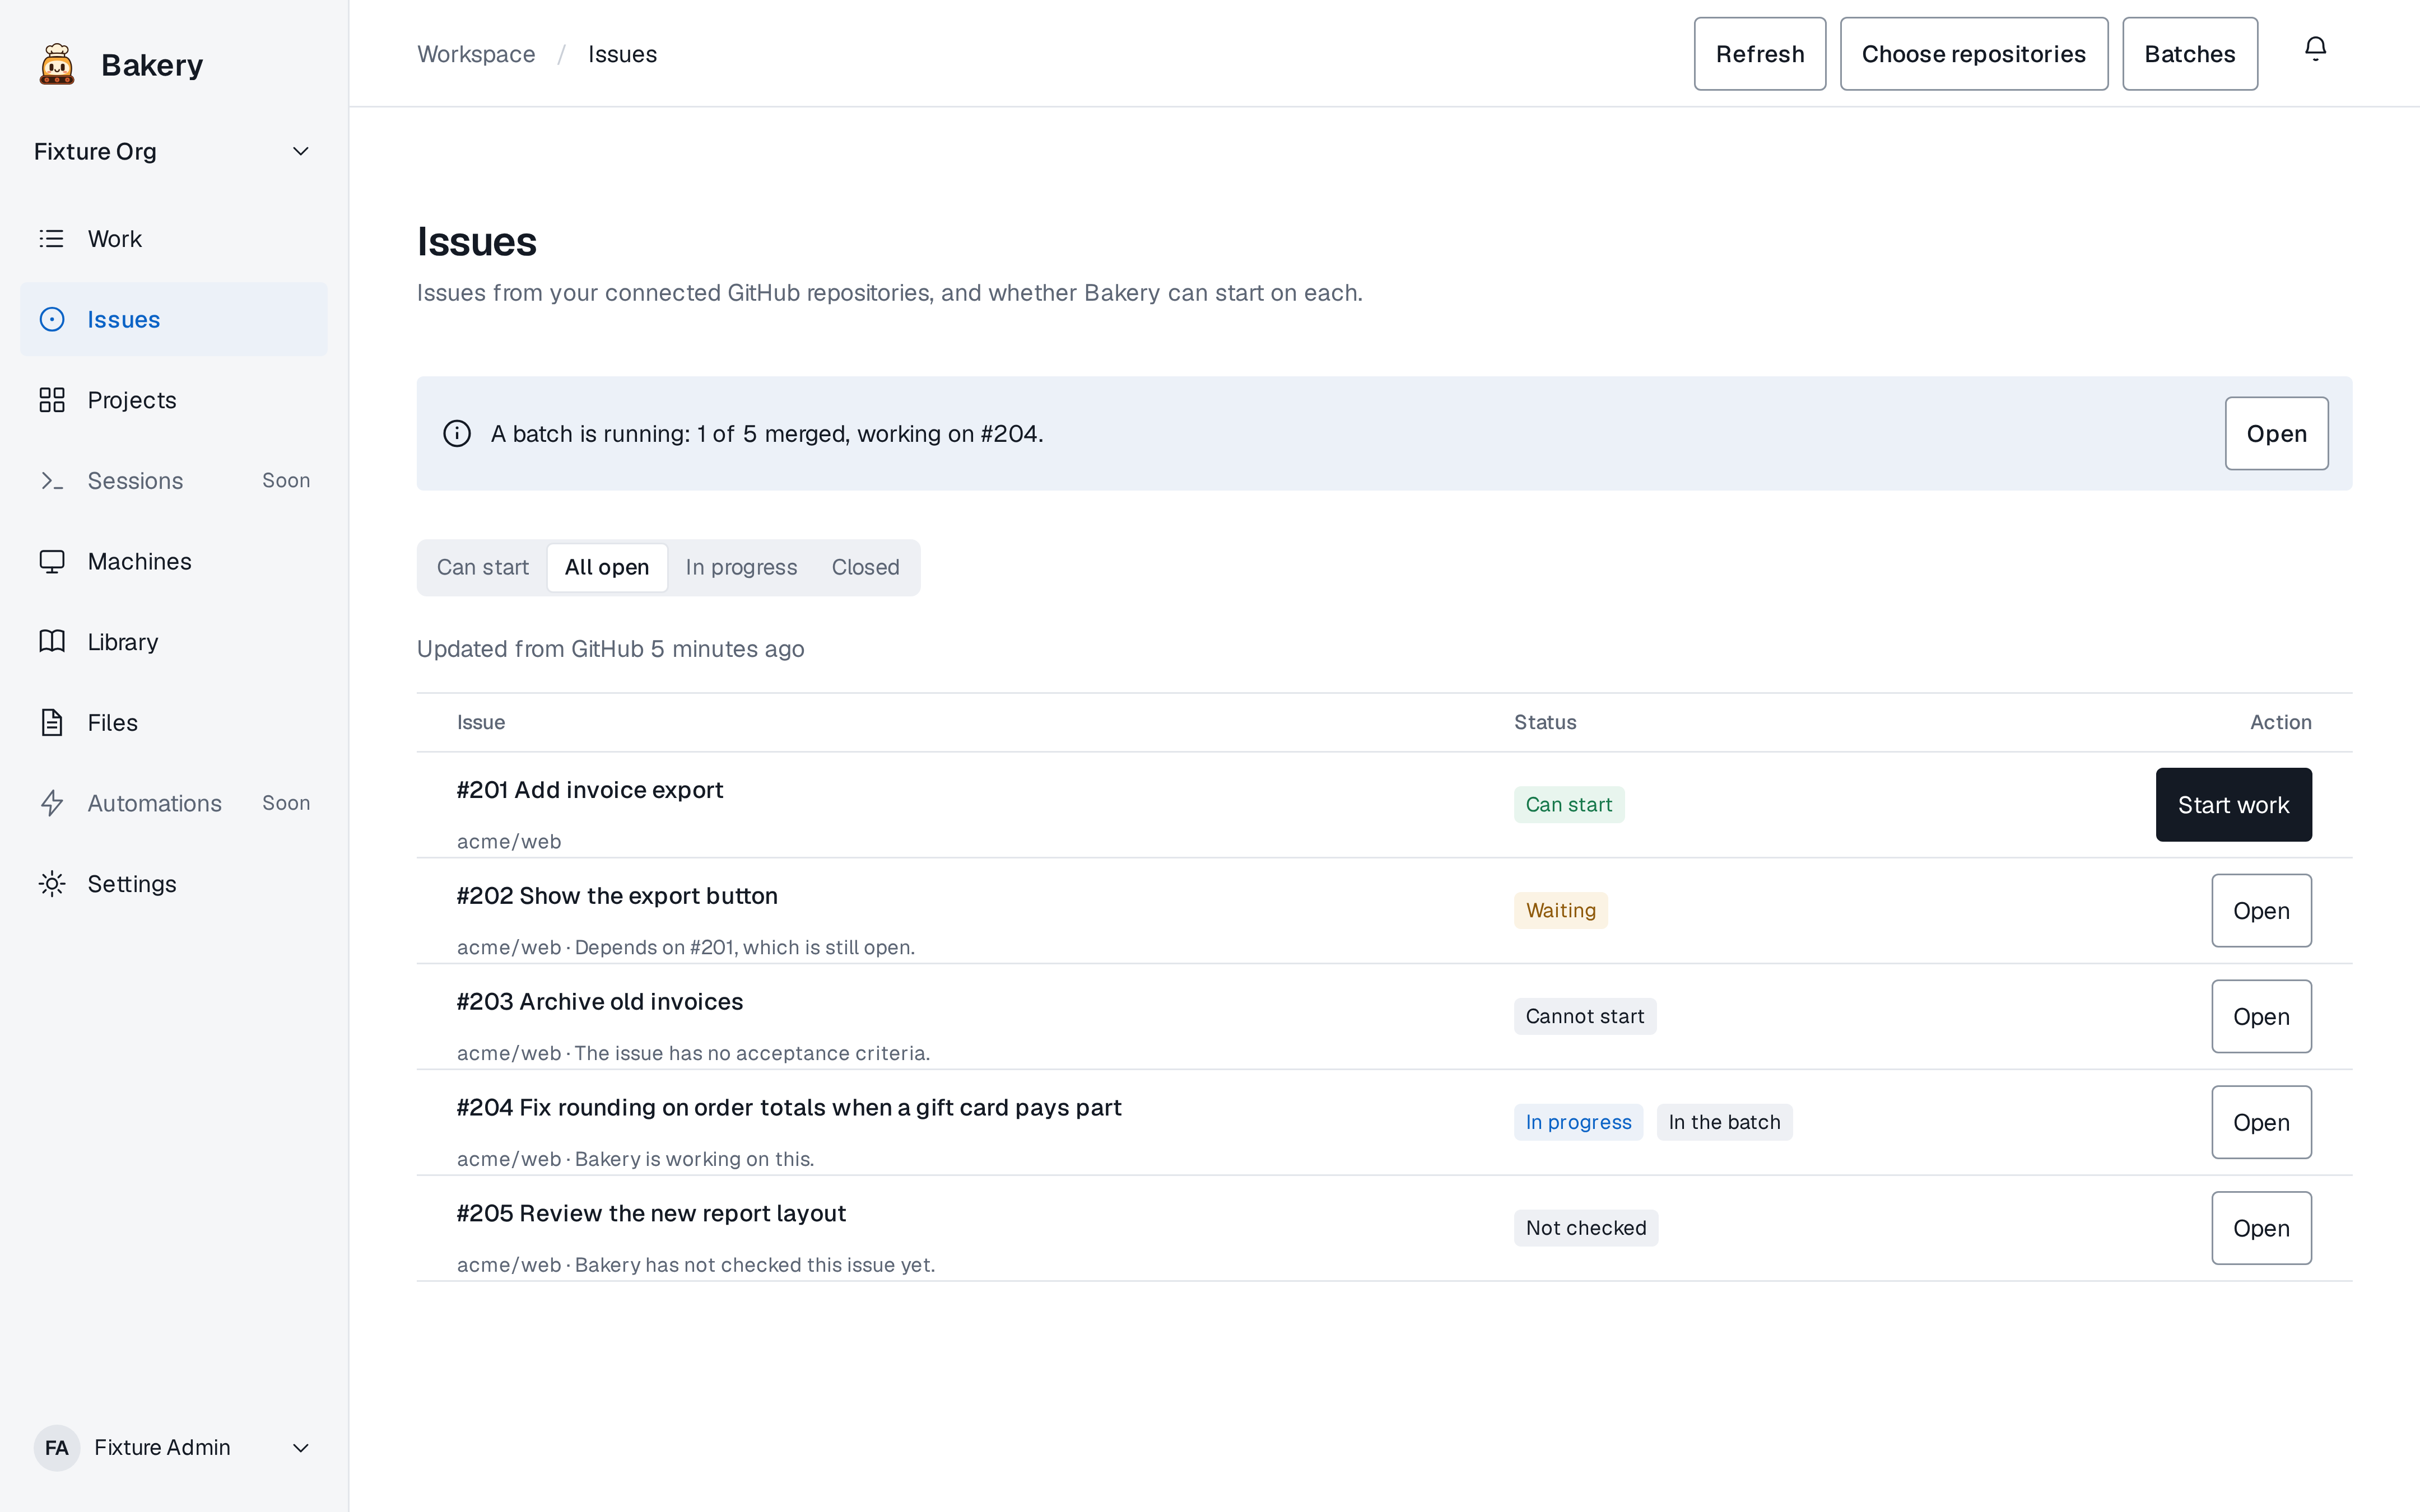 Bakery
Fixture Org
Work
Issues
Projects
Sessions Soon
Machines
Library
Files
Automations Soon
Settings
FA Fixture Admin
Workspace / Issues
Refresh Choose repositories Batches
Issues
Issues from your connected GitHub repositories, and whether Bakery can start on each.
A batch is running: 1 of 5 merged, working on #204. Open
Can start All open In progress Closed
Updated from GitHub 5 minutes ago
Issue Status Action
#201 Add invoice export
acme/web
Can start Start work
#202 Show the export button
acme/web · Depends on #201, which is still open.
Waiting Open
#203 Archive old invoices
acme/web · The issue has no acceptance criteria.
Cannot start Open
#204 Fix rounding on order totals when a gift card pays part
acme/web · Bakery is working on this.
In progress In the batch Open
#205 Review the new report layout
acme/web · Bakery has not checked this issue yet.
Not checked Open